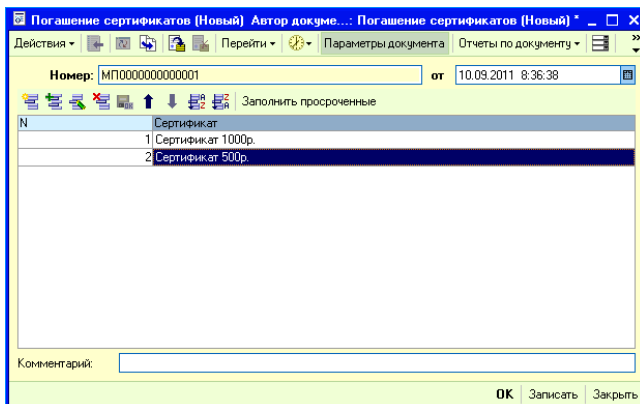 Погашение сертификатов (Новый) Автор докуме...: Погашение сертификатов (Новый) *
Действия Перейти Параметры документа Отчеты по документу »
Номер: МП0000000000001 от 10.09.2011 8:36:38
Заполнить просроченные
N Сертификат
1 Сертификат 1000р.
2 Сертификат 500р.
Комментарий:
OK Записать Закрыть